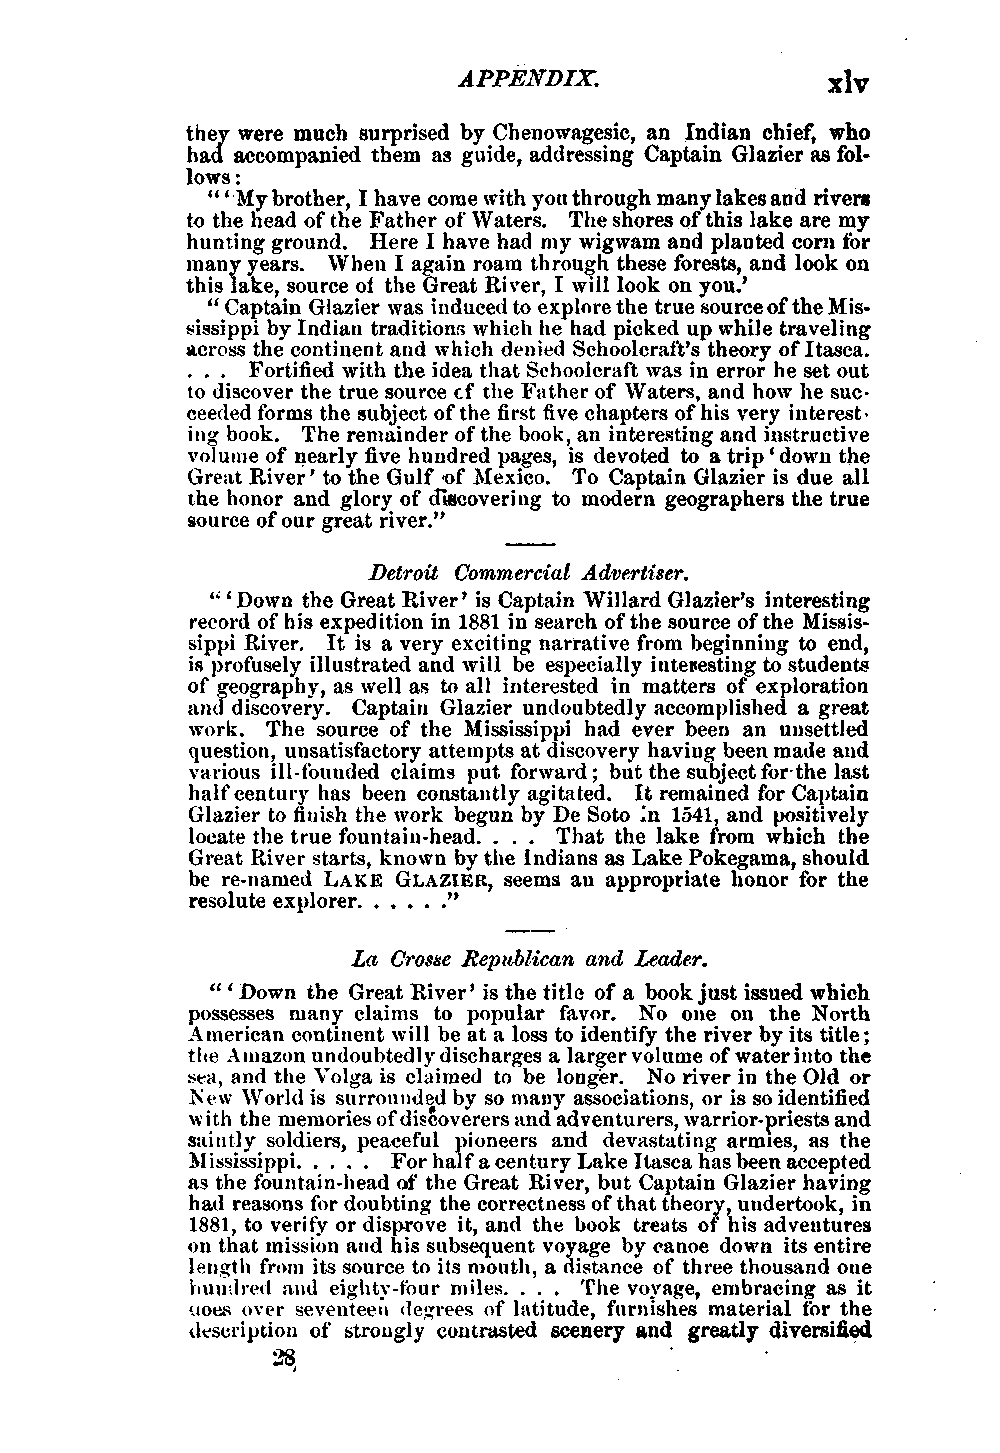 APPENDIX. xlv
they were much surprised by Chenowagesic, an Indian chief, who
had accompanied them as guide, addressing Captain Glazier as fol-
lows:
"'My brother, I have come with you through many lakes and rivers
to the head of the Father of Waters. The shores of this lake are my
hunting ground. Here I have had my wigwam and planted corn for
many years. When I again roam through these forests, and look on
this lake, source of the Great River, I will look on you.'
"Captain Glazier was induced to explore the true source of the Mis-
sissippi by Indian traditions which he had picked up while traveling
across the continent and which denied Schoolcraft's theory of Itasca.
. . . Fortified with the idea that Schoolcraft was in error he set out
to discover the true source of the Father of Waters, and how he suc-
ceeded forms the subject of the first five chapters of his very interest-
ing book. The remainder of the book, an interesting and instructive
volume of nearly five hundred pages, is devoted to a trip 'down the
Great River' to the Gulf of Mexico. To Captain Glazier is due all
the honor and glory of discovering to modern geographers the true
source of our great river."
Detroit Commercial Advertiser.
"'Down the Great River' is Captain Willard Glazier's interesting
record of his expedition in 1881 in search of the source of the Missis-
sippi River. It is a very exciting narrative from beginning to end,
is profusely illustrated and will be especially interesting to students
of geography, as well as to all interested in matters of exploration
and discovery. Captain Glazier undoubtedly accomplished a great
work. The source of the Mississippi had ever been an unsettled
question, unsatisfactory attempts at discovery having been made and
various ill-founded claims put forward; but the subject for the last
half century has been constantly agitated. It remained for Captain
Glazier to finish the work begun by De Soto in 1541, and positively
locate the true fountain-head. . . . That the lake from which the
Great River starts, known by the Indians as Lake Pokegama, should
be re-named LAKE GLAZIER, seems an appropriate honor for the
resolute explorer. . . . . ."
La Crosse Republican and Leader.
"'Down the Great River' is the title of a book just issued which
possesses many claims to popular favor. No one on the North
American continent will be at a loss to identify the river by its title;
the Amazon undoubtedly discharges a larger volume of water into the
sea, and the Volga is claimed to be longer. No river in the Old or
New World is surrounded by so many associations, or is so identified
with the memories of discoverers and adventurers, warrior-priests and
saintly soldiers, peaceful pioneers and devastating armies, as the
Mississippi. . . . . For half a century Lake Itasca has been accepted
as the fountain-head of the Great River, but Captain Glazier having
had reasons for doubting the correctness of that theory, undertook, in
1881, to verify or disprove it, and the book treats of his adventures
on that mission and his subsequent voyage by canoe down its entire
length from its source to its mouth, a distance of three thousand one
hundred and eighty-four miles. . . . The voyage, embracing as it
does over seventeen degrees of latitude, furnishes material for the
description of strongly contrasted scenery and greatly diversified
28